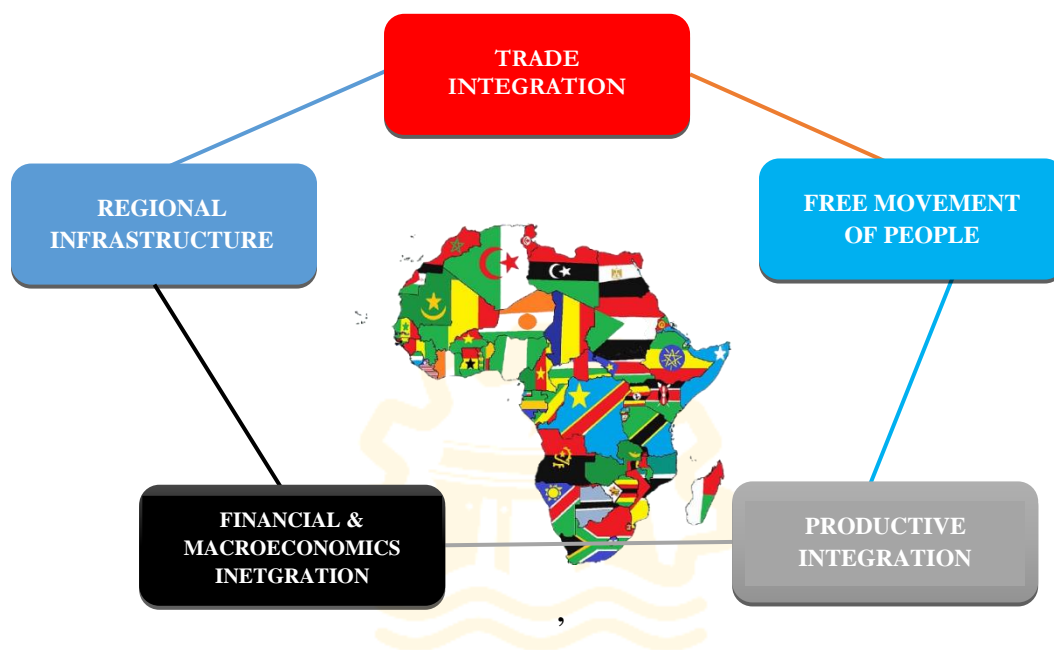 TRADE
INTEGRATION
REGIONAL
INFRASTRUCTURE
FREE MOVEMENT
OF PEOPLE
FINANCIAL &
MACROECONOMICS
INETGRATION
PRODUCTIVE
INTEGRATION
,